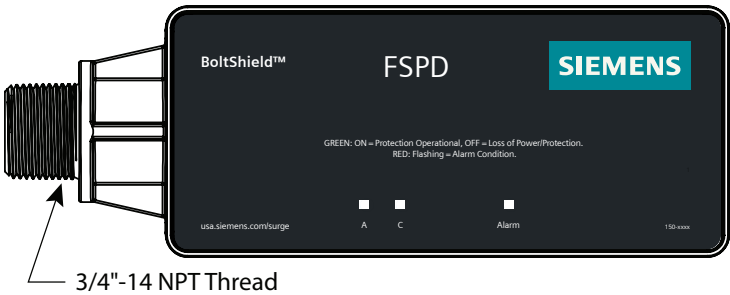 BoltShield™
FSPD
SIEMENS
GREEN: ON = Protection Operational, OFF = Loss of Power/Protection.
RED: Flashing = Alarm Condition.
usa.siemens.com/surge
A
C
Alarm
150-xxxx
3/4"-14 NPT Thread